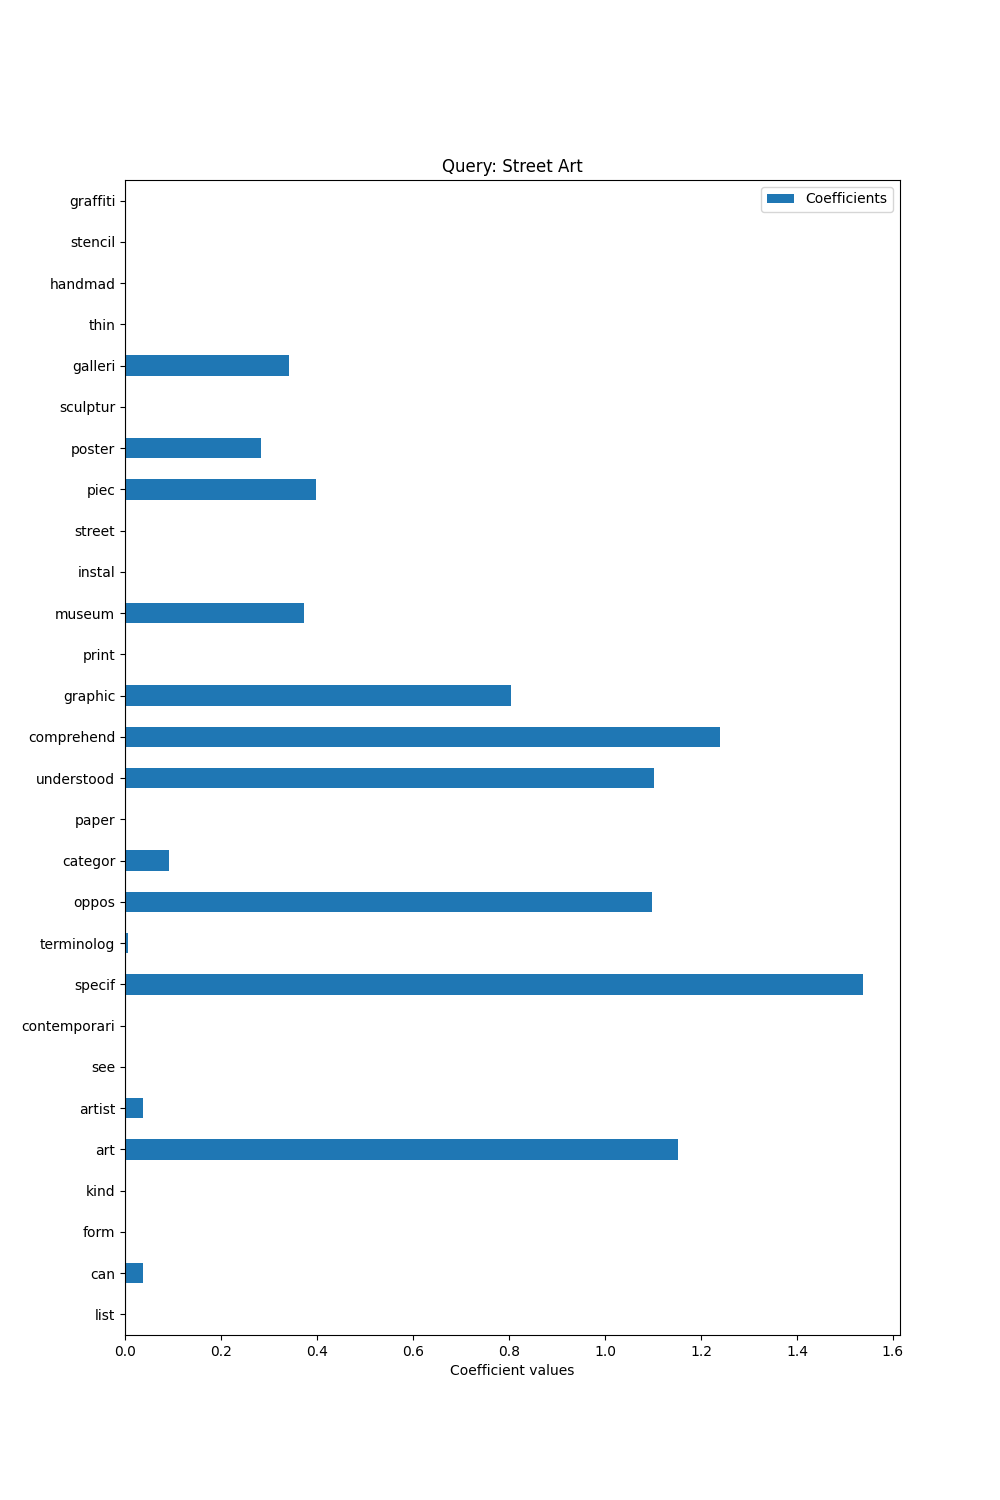 Query: Street Art
Coefficients
graffiti
stencil
handmad
thin
galleri
sculptur
poster
piec
street
instal
museum
print
graphic
comprehend
understood
paper
categor
oppos
terminolog
specif
contemporari
see
artist
art
kind
form
can
list
0.0 0.2 0.4 0.6 0.8 1.0 1.2 1.4 1.6
Coefficient values